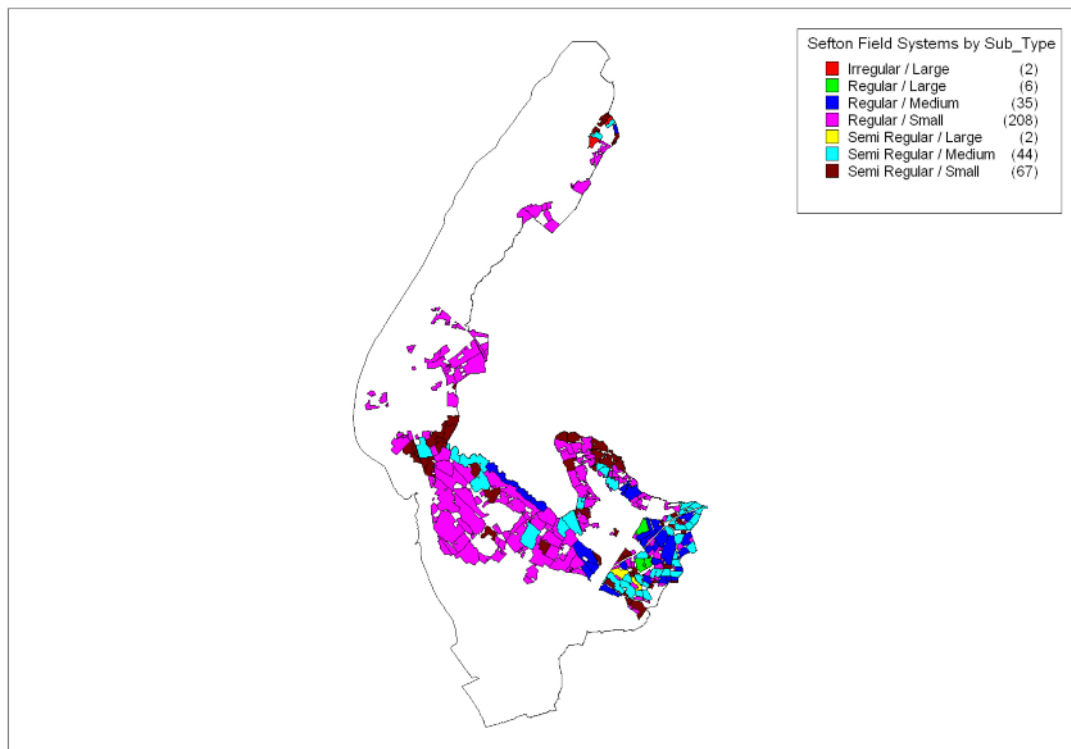 Sefton Field Systems by Sub_Type
Irregular / Large (2)
Regular / Large (6)
Regular / Medium (35)
Regular / Small (208)
Semi Regular / Large (2)
Semi Regular / Medium (44)
Semi Regular / Small (67)